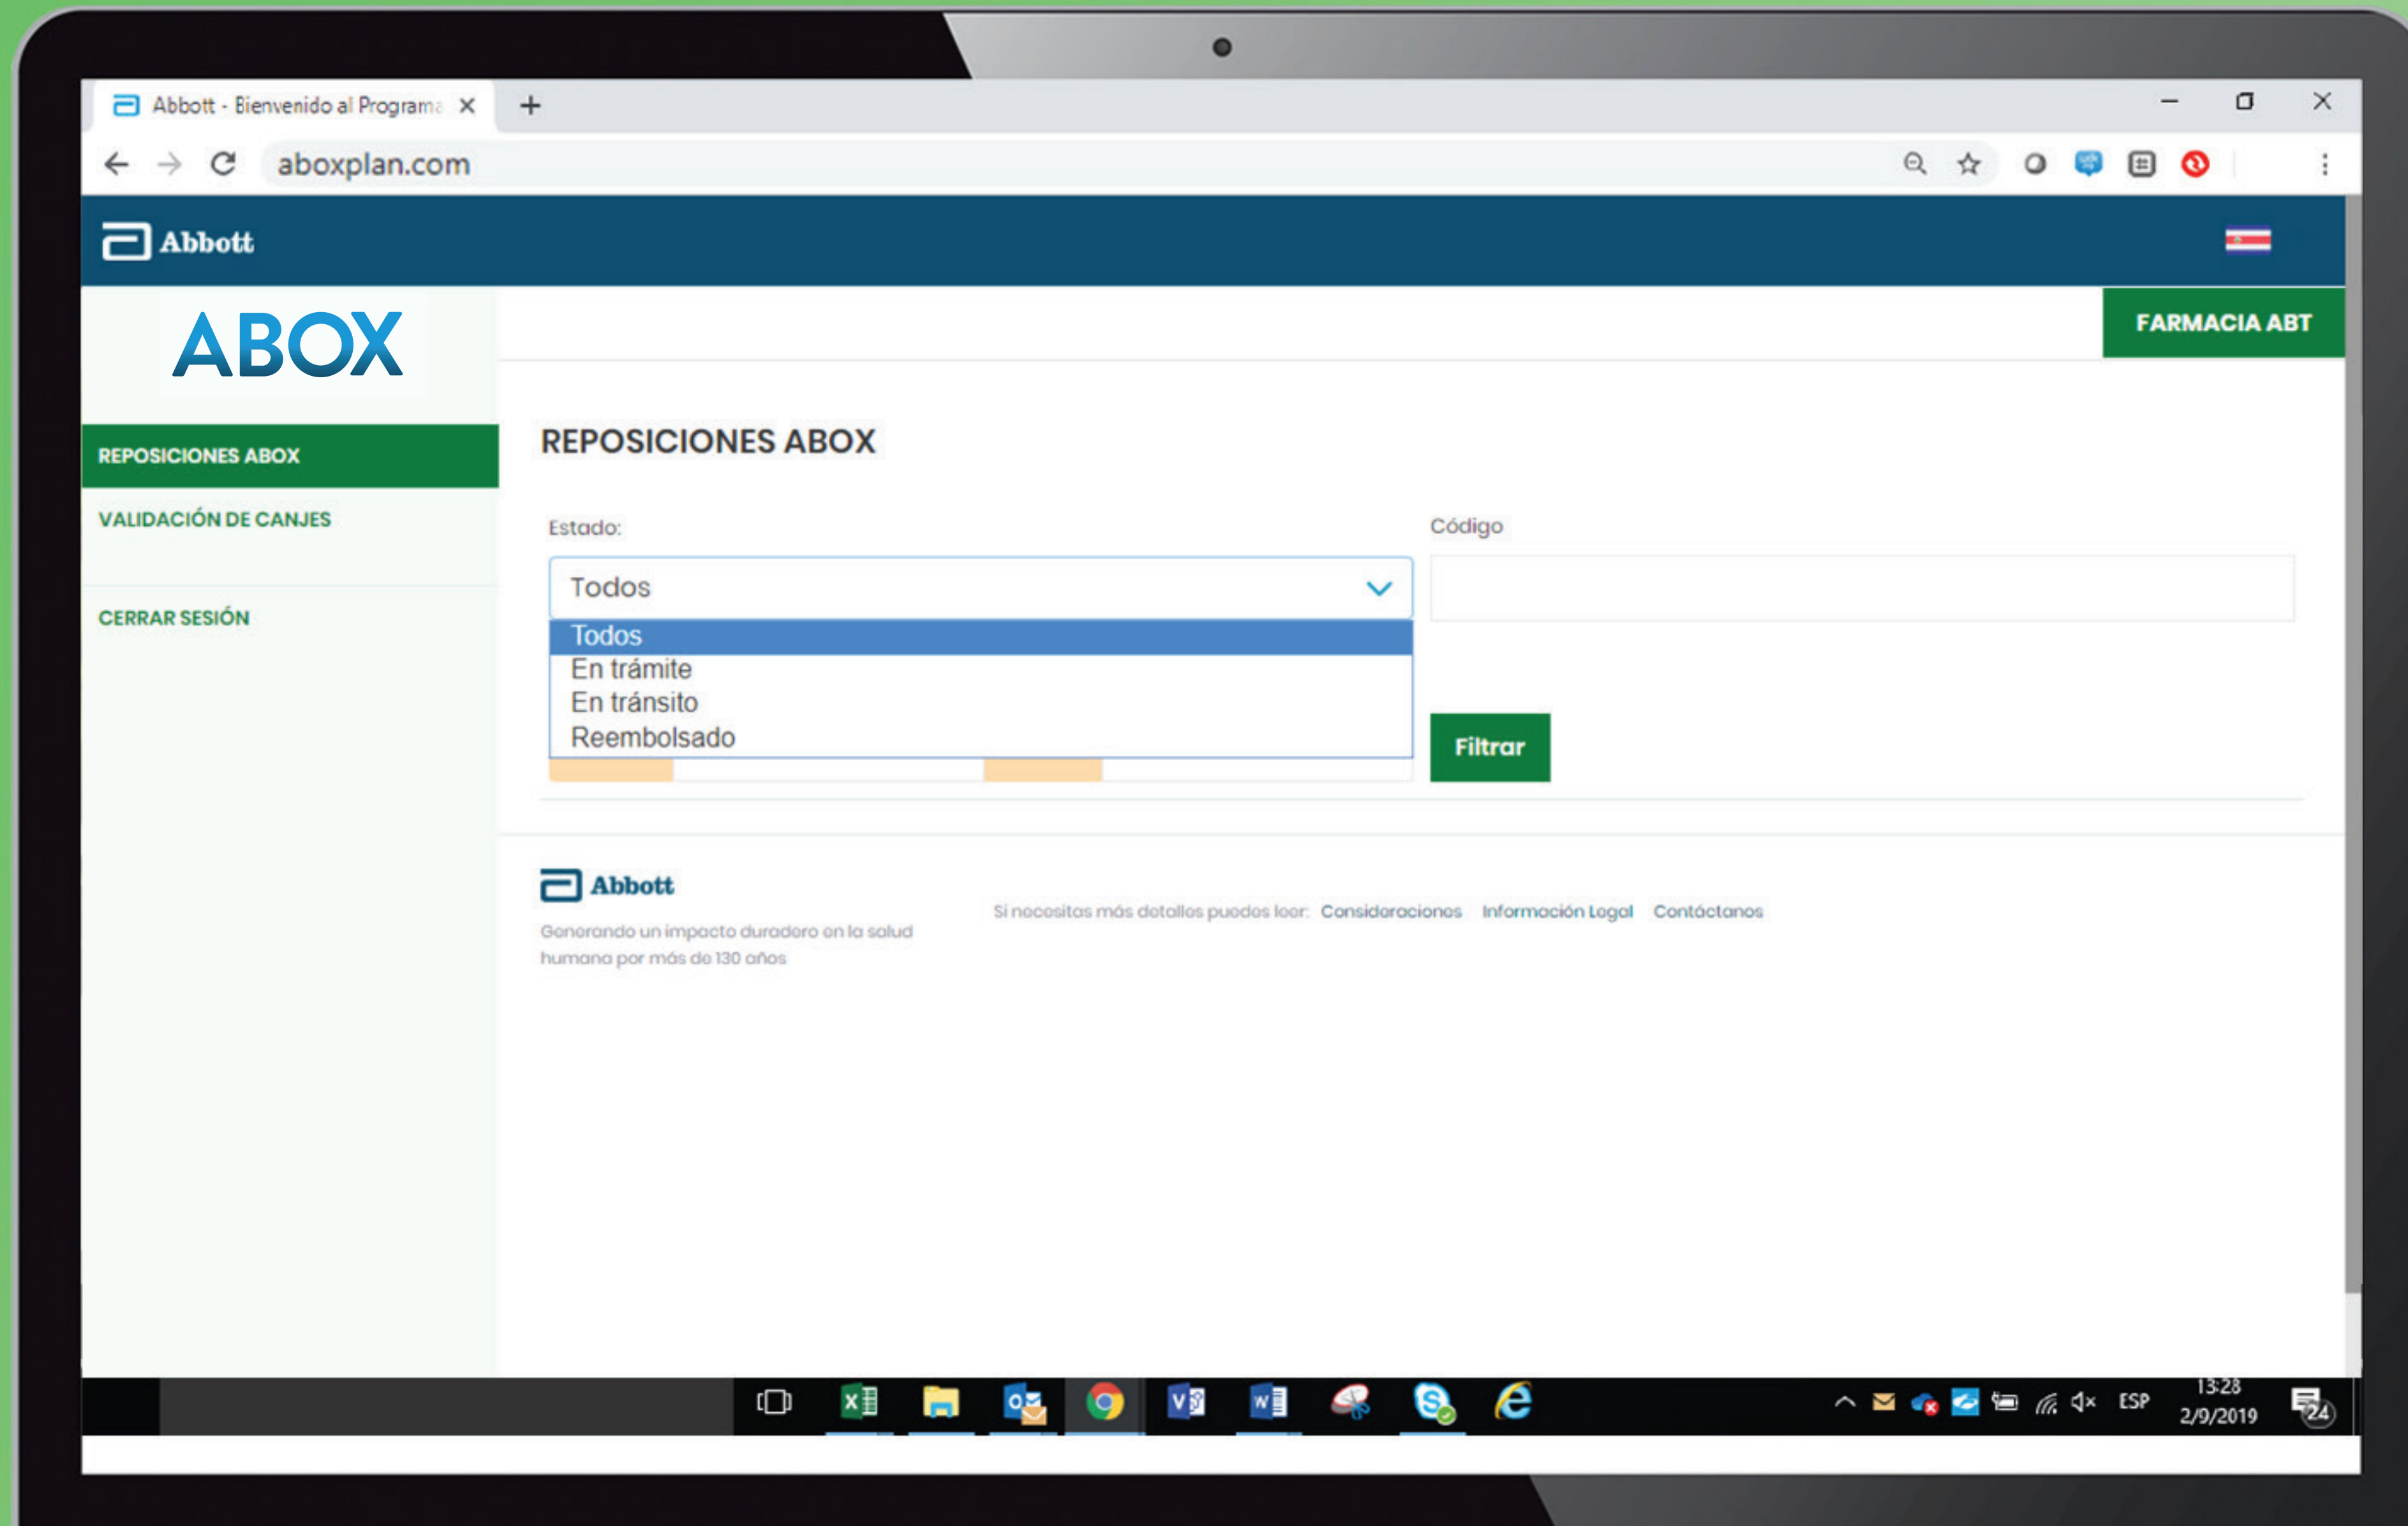 Abbott - Bienvenido al Programa
aboxplan.com
Abbott
ABOX
FARMACIA ABT
REPOSICIONES ABOX
VALIDACIÓN DE CANJES
CERRAR SESIÓN
REPOSICIONES ABOX
Estado:
Código
Todos
Todos
En trámite
En tránsito
Reembolsado
Filtrar
Abbott
Generando un impacto duradero en la salud
humana por más de 130 años
Si necesitas más detalles puedes leer: Consideraciones Información Legal Contáctanos
ESP
13:28
2/9/2019
24